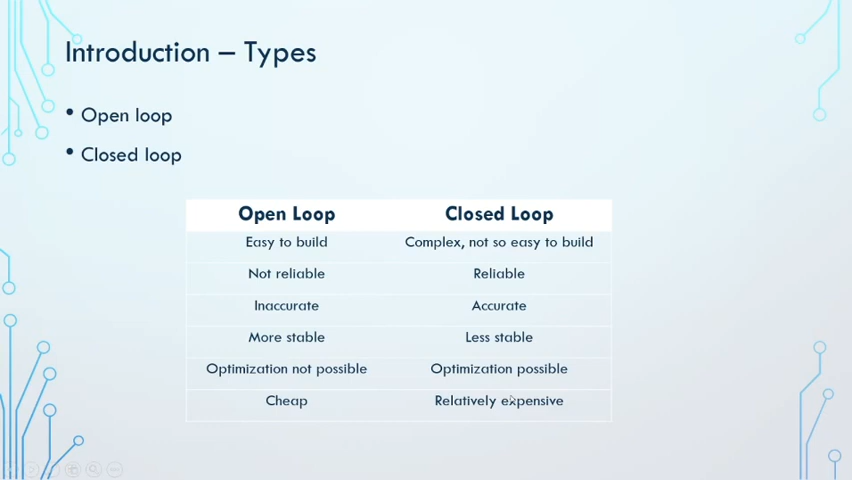 Introduction – Types
• Open loop
• Closed loop
Open Loop Closed Loop
Easy to build Complex, not so easy to build
Not reliable Reliable
Inaccurate Accurate
More stable Less stable
Optimization not possible Optimization possible
Cheap Relatively expensive